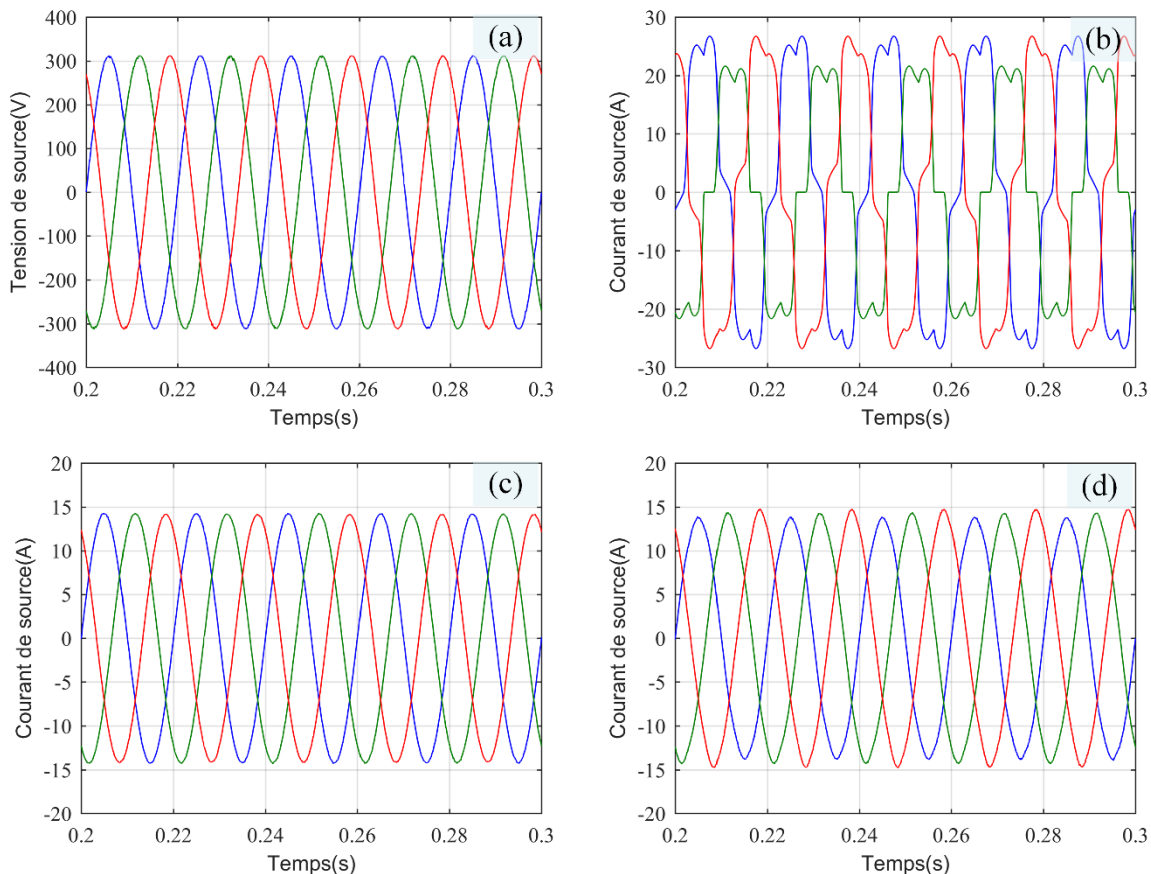 (a)
Tension de source(V)
400
300
200
100
0
-100
-200
-300
-400
0.2 0.22 0.24 0.26 0.28 0.3
Temps(s)
(b)
Courant de source(A)
30
20
10
0
-10
-20
-30
0.2 0.22 0.24 0.26 0.28 0.3
Temps(s)
(c)
Courant de source(A)
20
15
10
5
0
-5
-10
-15
-20
0.2 0.22 0.24 0.26 0.28 0.3
Temps(s)
(d)
Courant de source(A)
20
15
10
5
0
-5
-10
-15
-20
0.2 0.22 0.24 0.26 0.28 0.3
Temps(s)